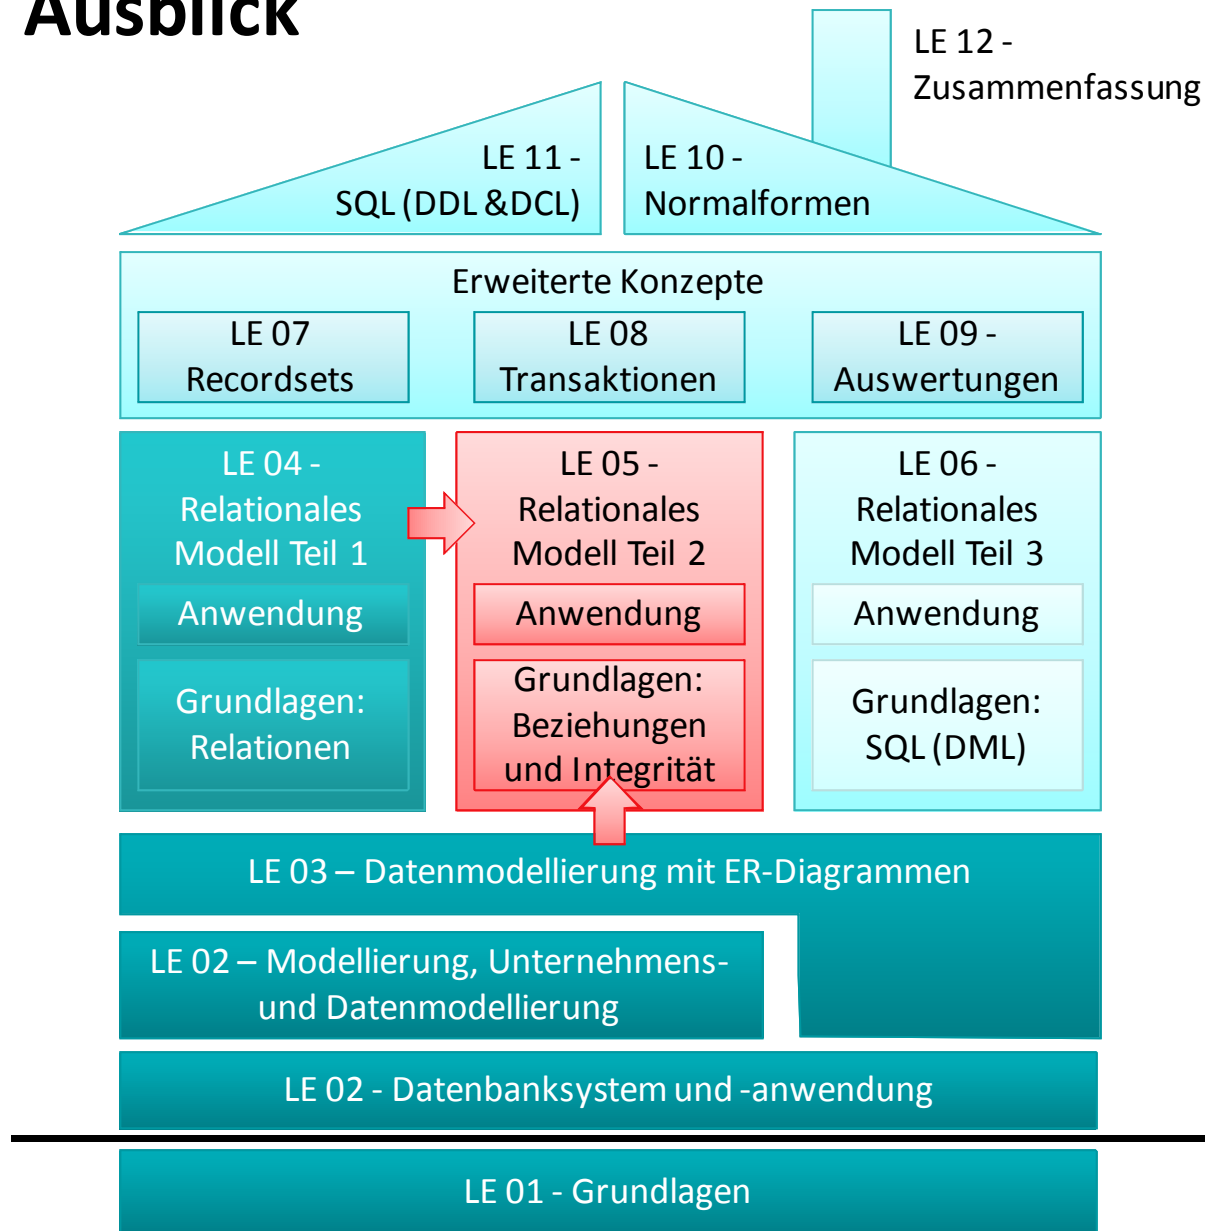 Ausblick
LE 12 -
Zusammenfassung
LE 11 -
SQL (DDL &DCL)
LE 10 -
Normalformen
Erweiterte Konzepte
LE 07
Recordsets
LE 08
Transaktionen
LE 09 -
Auswertungen
LE 04 -
Relationales
Modell Teil 1
Anwendung
Grundlagen:
Relationen
LE 05 -
Relationales
Modell Teil 2
Anwendung
Grundlagen:
Beziehungen
und Integrität
LE 06 -
Relationales
Modell Teil 3
Anwendung
Grundlagen:
SQL (DML)
LE 03 – Datenmodellierung mit ER-Diagrammen
LE 02 – Modellierung, Unternehmens-
und Datenmodellierung
LE 02 - Datenbanksystem und -anwendung
LE 01 - Grundlagen